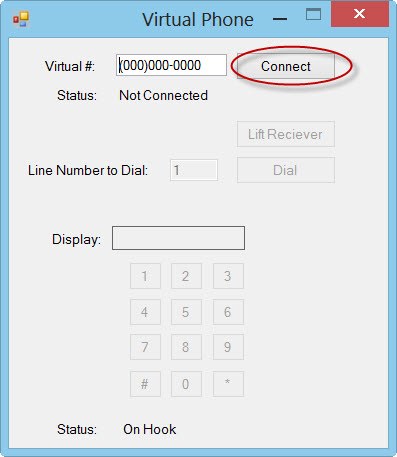 Virtual Phone
Virtual #: (000)000-0000 Connect
Status: Not Connected
Lift Reciever
Line Number to Dial: 1 Dial
Display:
1 2 3
4 5 6
7 8 9
# 0 *
Status: On Hook